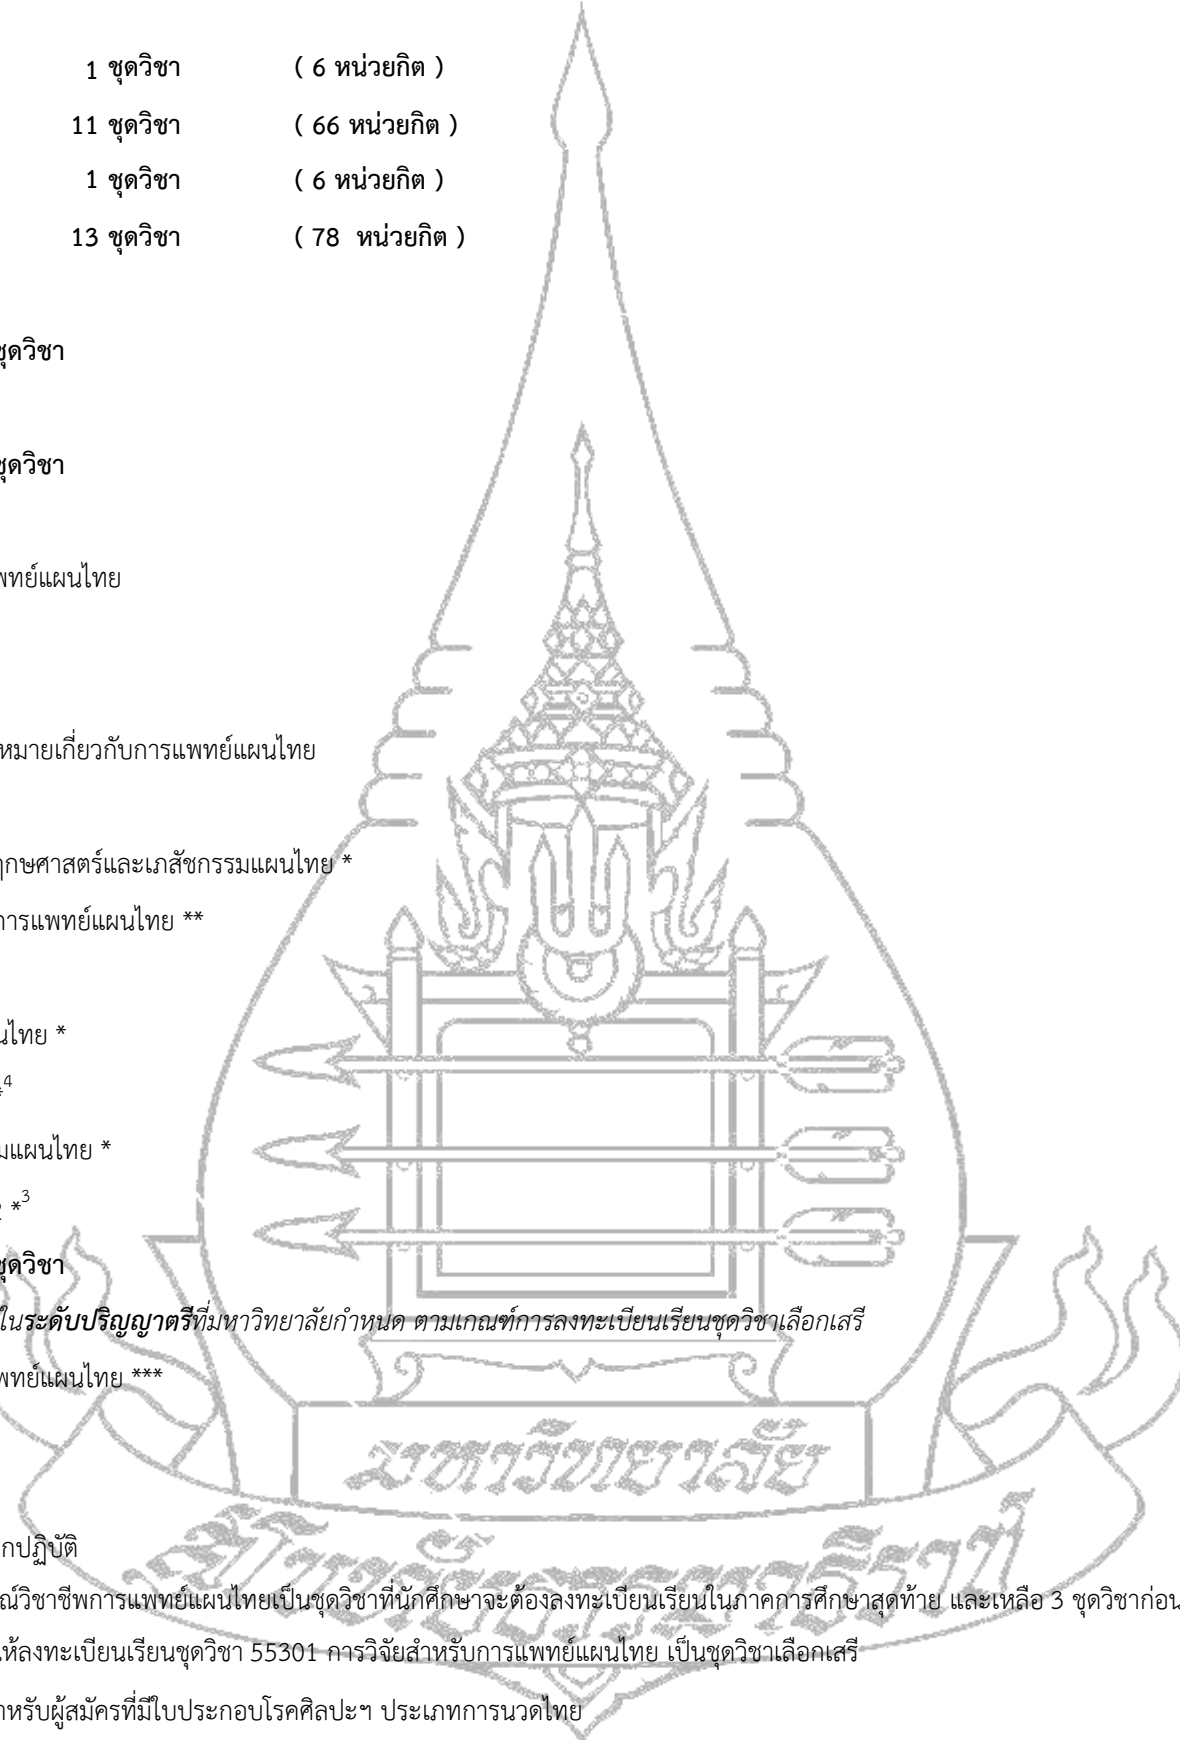 1 ชุดวิชา ( 6 หน่วยกิต )
11 ชุดวิชา ( 66 หน่วยกิต )
1 ชุดวิชา ( 6 หน่วยกิต )
13 ชุดวิชา ( 78 หน่วยกิต )
ชุดวิชา
ชุดวิชา
พทย์แผนไทย
หมายเกี่ยวกับการแพทย์แผนไทย
ฤกษศาสตร์และเภสัชกรรมแผนไทย *
การแพทย์แผนไทย **
นไทย *
*4
มแผนไทย *
*3
ชุดวิชา
ในระดับปริญญาตรีที่มหาวิทยาลัยกำหนด ตามเกณฑ์การลงทะเบียนเรียนชุดวิชาเลือกเสรี
พทย์แผนไทย ***
มหาวิทยาลัย
สุโขทัยธรรมาธิราช
กปฏิบัติ
ณ์วิชาชีพการแพทย์แผนไทยเป็นชุดวิชาที่นักศึกษาจะต้องลงทะเบียนเรียนในภาคการศึกษาสุดท้าย และเหลือ 3 ชุดวิชาก่อน
ห้ลงทะเบียนเรียนชุดวิชา 55301 การวิจัยสำหรับการแพทย์แผนไทย เป็นชุดวิชาเลือกเสรี
าหรับผู้สมัครที่มีใบประกอบโรคศิลปะฯ ประเภทการนวดไทย